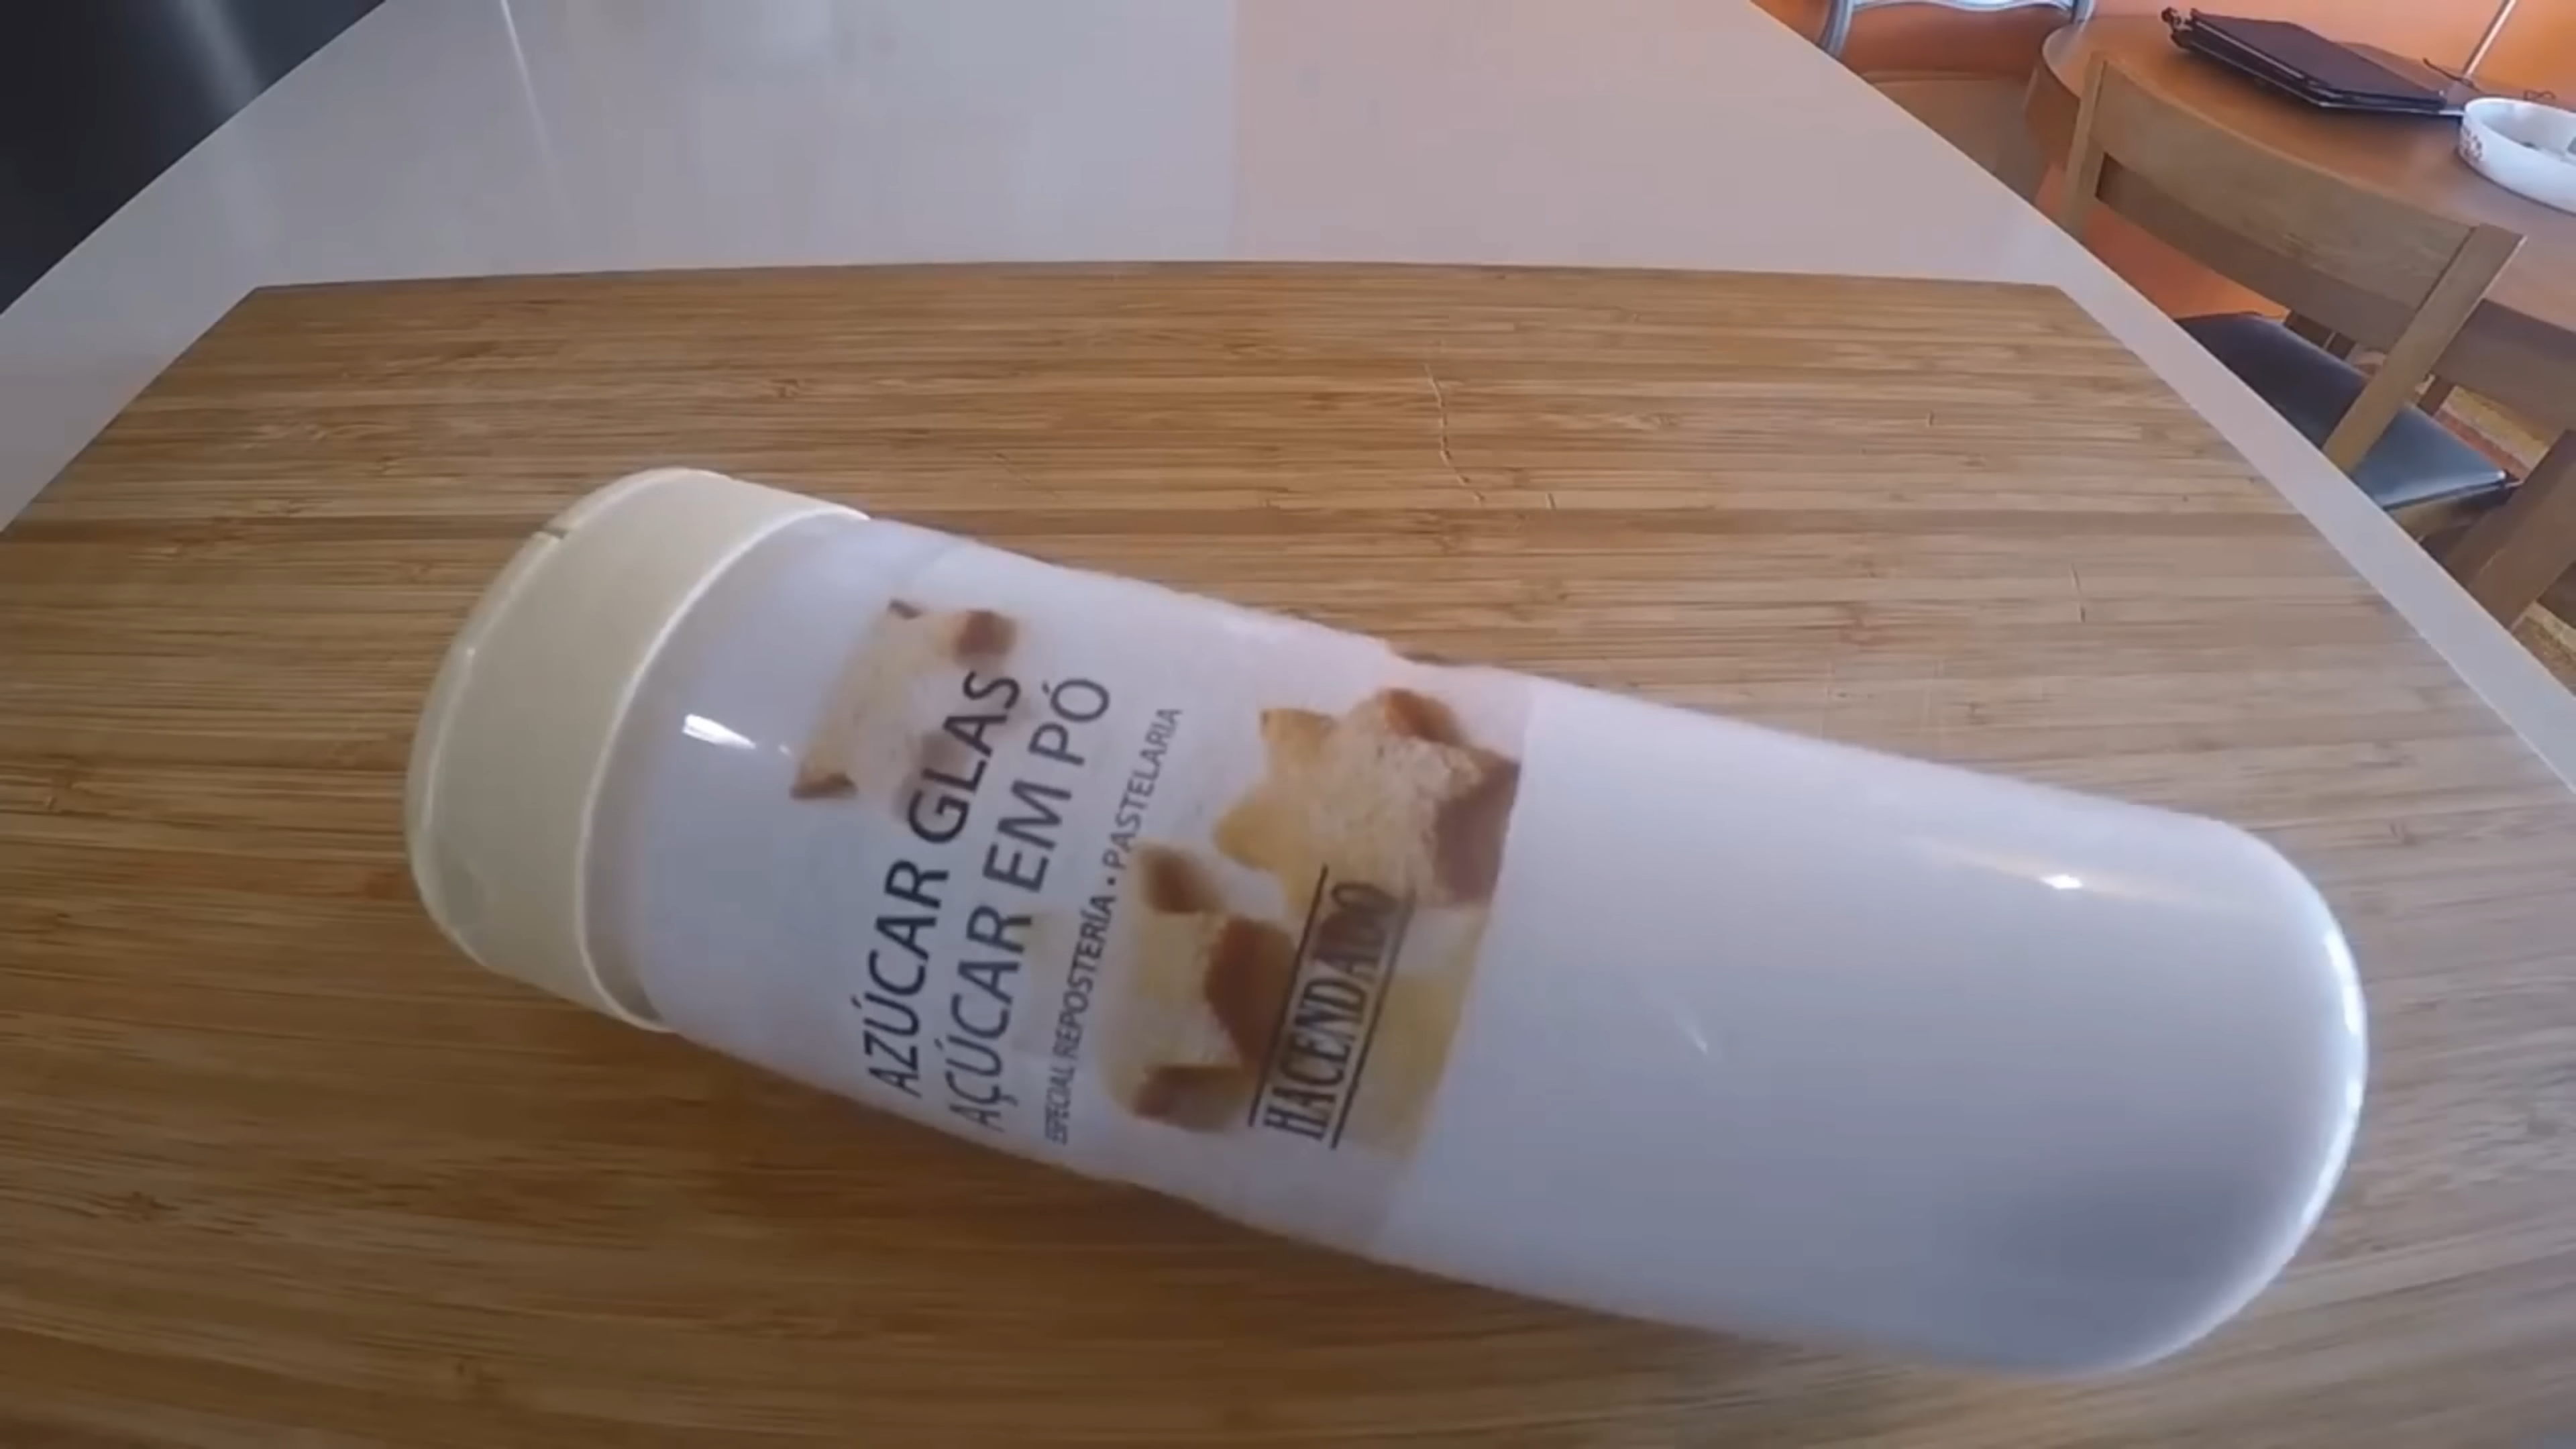 AZÚCAR GLAS
AÇÚCAR EM PÓ
ESPECIAL REPOSTERÍA • PASTELARIA
HACENDADO